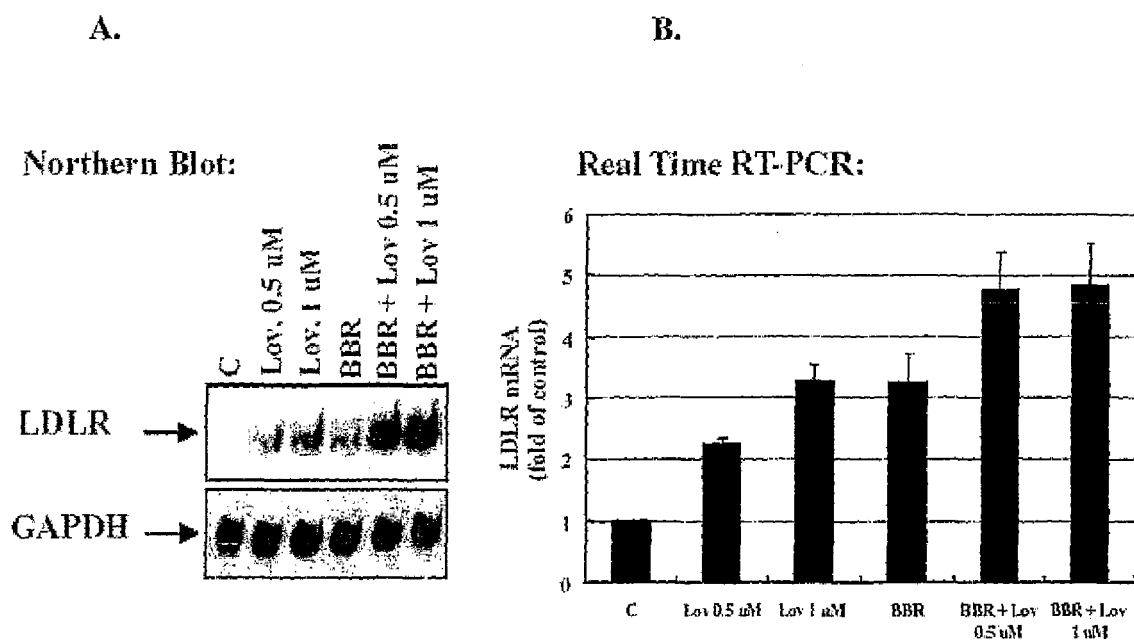 A.
B.
Northern Blot:
C
Lov. 0.5 uM
Lov. 1 uM
BBR
BBR + Lov 0.5 uM
BBR + Lov 1 uM
LDLR
GAPDH
Real Time RT-PCR:
LDLR mRNA
(fold of control)
6
5
4
3
2
1
0
C
Lov 0.5 uM
Lov 1 uM
BBR
BBR + Lov
0.5 uM
BBR + Lov
1 uM